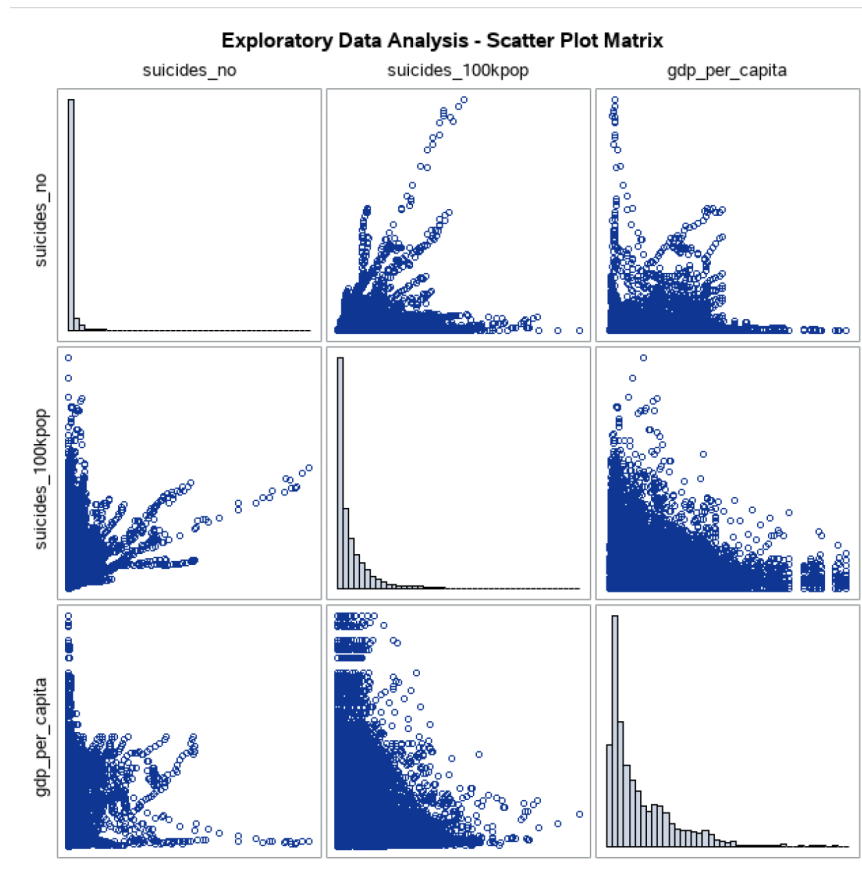 Exploratory Data Analysis - Scatter Plot Matrix
suicides_no suicides_100kpop gdp_per_capita
suicides_no
suicides_100kpop
gdp_per_capita